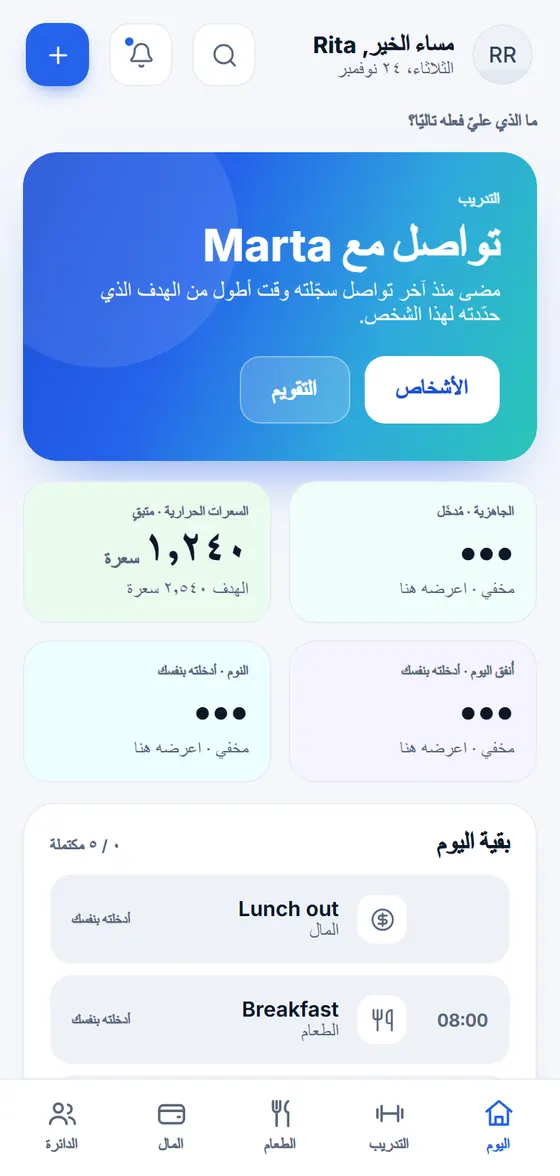 RR
مساء الخير, Rita
الثلاثاء، ٢٤ نوفمبر
ما الذي عليّ فعله تاليًا؟
التدريب
تواصل مع Marta
مضى منذ آخر تواصل سجّلته وقت أطول من الهدف الذي
حدّدته لهذا الشخص.
الأشخاص
التقويم
الجاهزية · مُدخَل
•••
مخفي · اعرضه هنا
السعرات الحرارية · متبقٍ
١,٢٤٠ سعرة
الهدف ٢,٥٤٠ سعرة
أُنفق اليوم · أدخلته بنفسك
•••
مخفي · اعرضه هنا
النوم · أدخلته بنفسك
•••
مخفي · اعرضه هنا
بقية اليوم
٠ / ٥ مكتملة
Lunch out
المال
أدخلته بنفسك
08:00
Breakfast
الطعام
أدخلته بنفسك
اليوم
التدريب
الطعام
المال
الدائرة